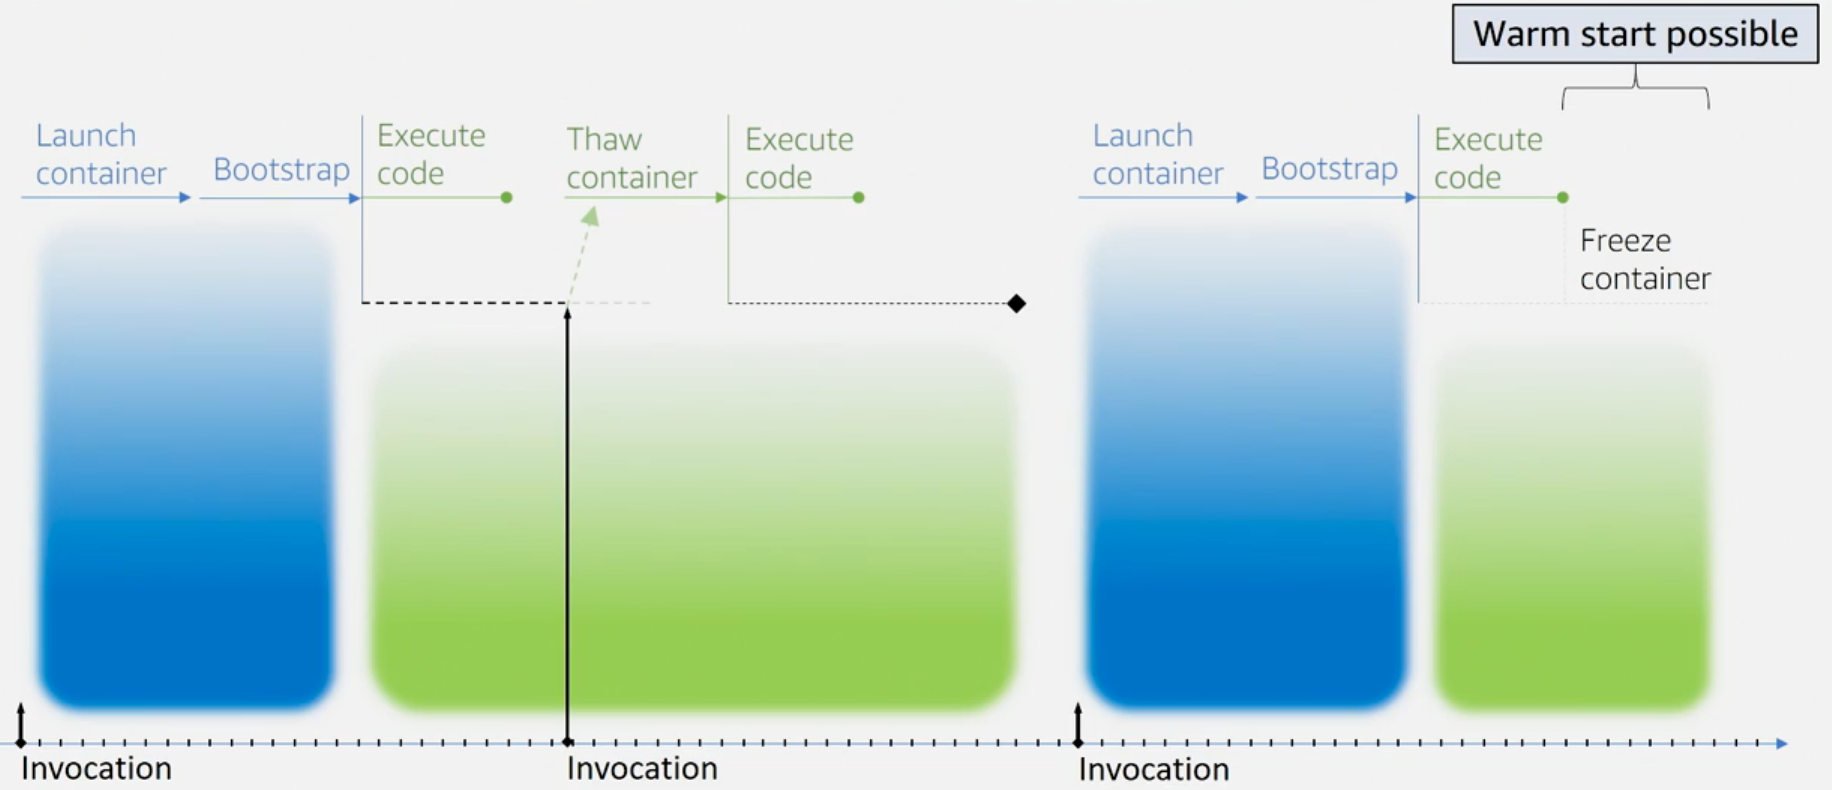 Warm start possible
Launch
container
Bootstrap
Execute
code
Thaw
container
Execute
code
Launch
container
Bootstrap
Execute
code
Freeze
container
Invocation
Invocation
Invocation